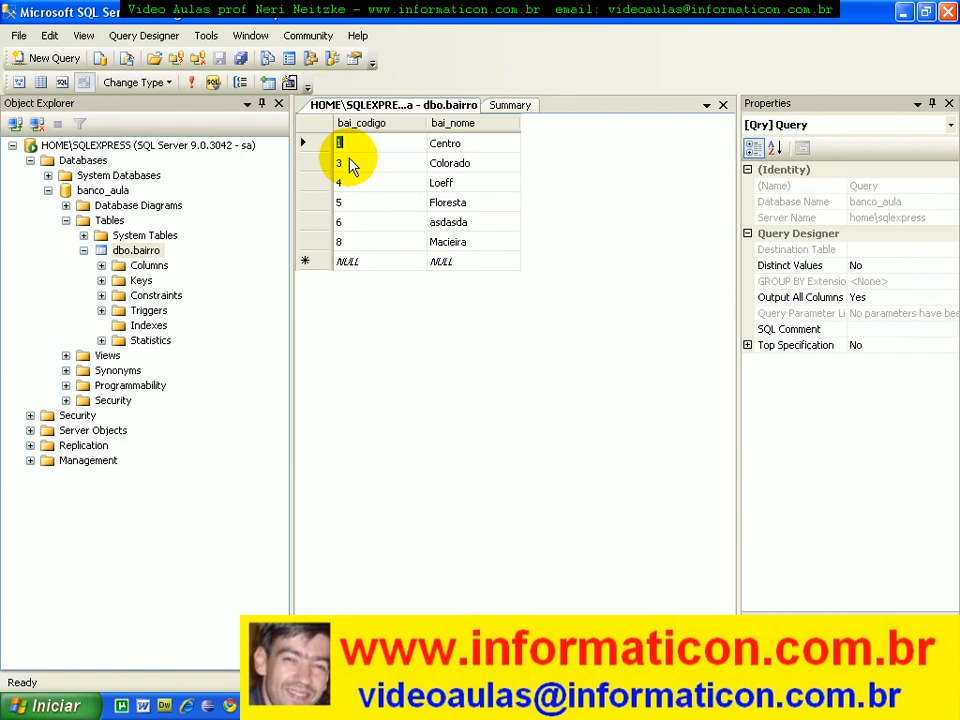 Video Aulas prof Neri Neitzke – www.informaticon.com.br  email: videoaulas@informaticon.com.br
Microsoft SQL Ser
File Edit View Query Designer Tools Window Community Help
New Query
Change Type
Object Explorer
HOME\SQLEXPRESS (SQL Server 9.0.3042 - sa)
Databases
System Databases
banco_aula
Database Diagrams
Tables
System Tables
dbo.bairro
Columns
Keys
Constraints
Triggers
Indexes
Statistics
Views
Synonyms
Programmability
Security
Security
Server Objects
Replication
Management
HOME\SQLEXPRE...a - dbo.bairro Summary
bai_codigo bai_nome
1 Centro
3 Colorado
4 Loeff
5 Floresta
6 asdasda
8 Macieira
NULL NULL
Properties
[Qry] Query
(Identity)
(Name) Query
Database Name banco_aula
Server Name home\sqlexpress
Query Designer
Destination Table
Distinct Values No
GROUP BY Extensio <None>
Output All Columns Yes
Query Parameter Li No parameters have bee
SQL Comment
Top Specification No
www.informaticon.com.br
videoaulas@informaticon.com.br
Ready
Iniciar